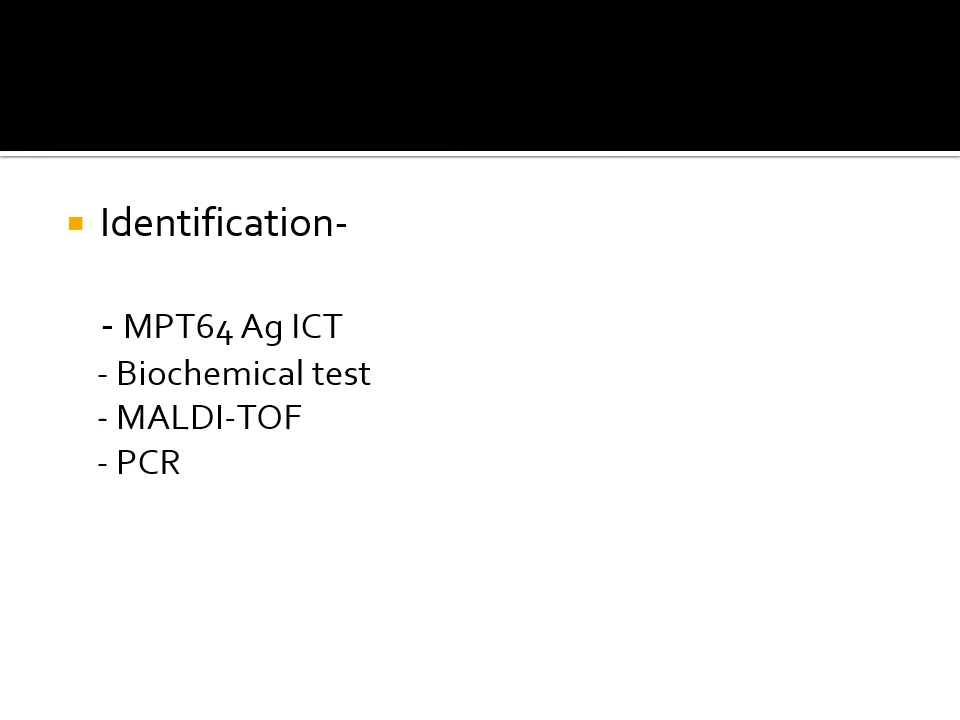 Identification-
- MPT64 Ag ICT
- Biochemical test
- MALDI-TOF
- PCR